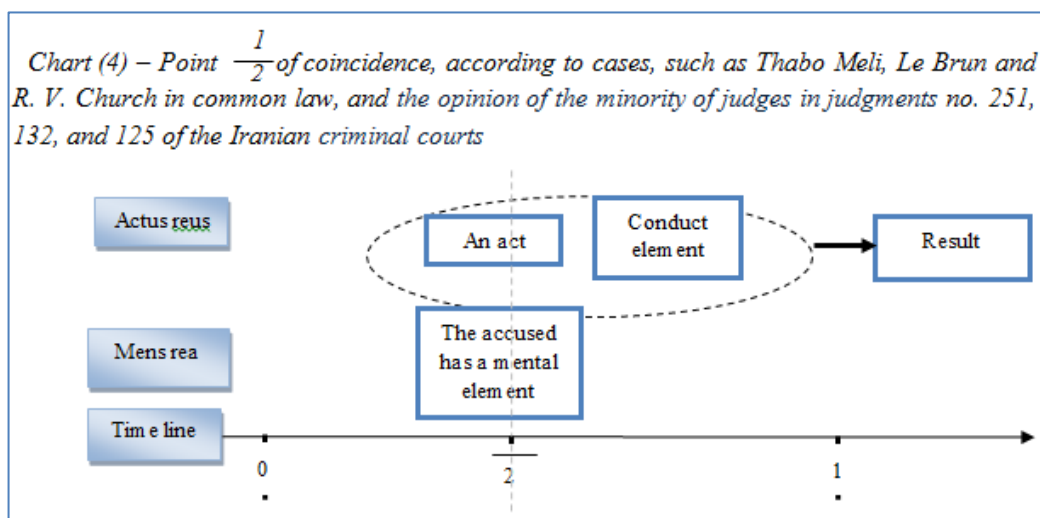 1
Chart (4) – Point 2 of coincidence, according to cases, such as Thabo Meli, Le Brun and
R. V. Church in common law, and the opinion of the minority of judges in judgments no. 251,
132, and 125 of the Iranian criminal courts
Actus reus
An act
Conduct
element
Result
Mens rea
The accused
has a mental
element
Time line
0
2
1